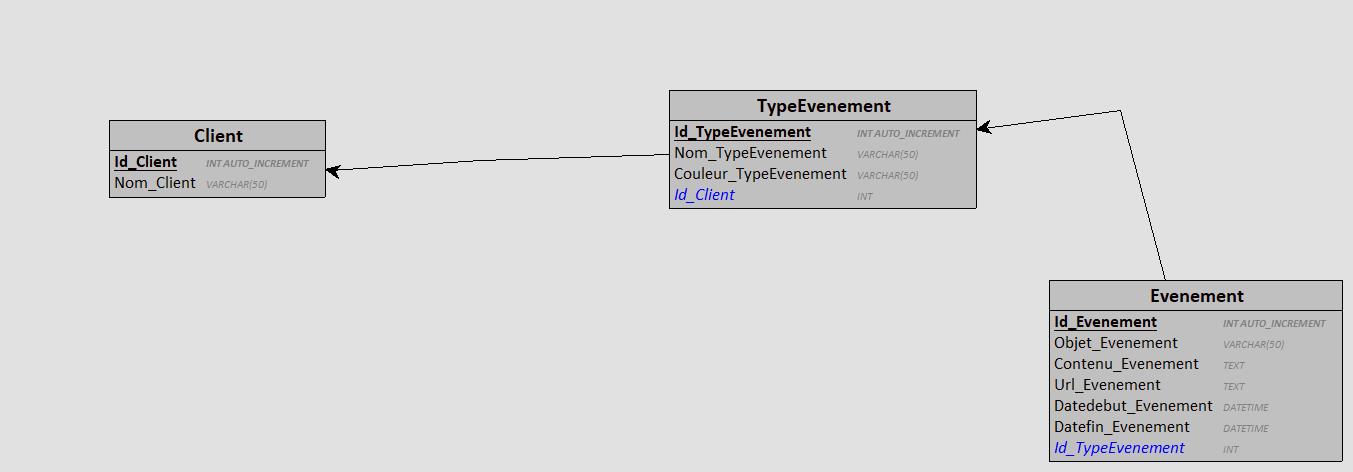 Client
Id_Client INT AUTO_INCREMENT
Nom_Client VARCHAR(50)
TypeEvenement
Id_TypeEvenement INT AUTO_INCREMENT
Nom_TypeEvenement VARCHAR(50)
Couleur_TypeEvenement VARCHAR(50)
Id_Client INT
Evenement
Id_Evenement INT AUTO_INCREMENT
Objet_Evenement VARCHAR(50)
Contenu_Evenement TEXT
Url_Evenement TEXT
Datedebut_Evenement DATETIME
Datefin_Evenement DATETIME
Id_TypeEvenement INT